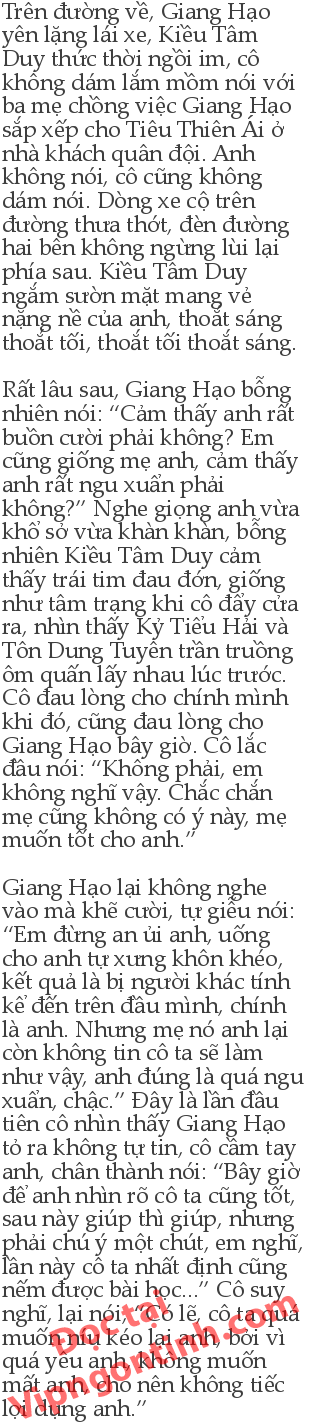 Trên đường về, Giang Hạo
yên lặng lái xe, Kiều Tâm
Duy thức thời ngồi im, cô
không dám lắm mồm nói với
ba mẹ chồng việc Giang Hạo
sắp xếp cho Tiêu Thiên Ái ở
nhà khách quân đội. Anh
không nói, cô cũng không
dám nói. Dòng xe cộ trên
đường thưa thớt, đèn đường
hai bên không ngừng lùi lại
phía sau. Kiều Tâm Duy
ngắm sườn mặt mang vẻ
nặng nề của anh, thoắt sáng
thoắt tối, thoắt tối thoắt sáng.
Rất lâu sau, Giang Hạo bỗng
nhiên nói: “Cảm thấy anh rất
buồn cười phải không? Em
cũng giống mẹ anh, cảm thấy
anh rất ngu xuẩn phải
không?” Nghe giọng anh vừa
khổ sở vừa khàn khàn, bỗng
nhiên Kiều Tâm Duy cảm
thấy trái tim đau đớn, giống
như tâm trạng khi cô đẩy cửa
ra, nhìn thấy Kỷ Tiểu Hải và
Tôn Dung Tuyên trần truồng
ôm quấn lấy nhau lúc trước.
Cô đau lòng cho chính mình
khi đó, cũng đau lòng cho
Giang Hạo bây giờ. Cô lắc
đầu nói: “Không phải, em
không nghĩ vậy. Chắc chắn
mẹ cũng không có ý này, mẹ
muốn tốt cho anh.”
Giang Hạo lại không nghe
vào mà khẽ cười, tự giễu nói:
“Em đừng an ủi anh, uống
cho anh tự xưng khôn khéo,
kết quả là bị người khác tính
kể đến trên đầu mình, chính
là anh. Nhưng mẹ nó anh lại
còn không tin cô ta sẽ làm
như vậy, anh đúng là quá ngu
xuẩn, chậc.” Đây là lần đầu
tiên cô nhìn thấy Giang Hạo
tỏ ra không tự tin, cô cầm tay
anh, chân thành nói: “Bây giờ
để anh nhìn rõ cô ta cũng tốt,
sau này giúp thì giúp, nhưng
phải chú ý một chút, em nghĩ,
lần này cô ta nhất định cũng
nếm được bài học...” Cô suy
nghĩ, lại nói, “Có lẽ, cô ta quá
muốn níu kéo lại anh, bởi vì
quá yêu anh, không muốn
mất anh, cho nên không tiếc
lợi dụng anh.”
Đọc tại
Vipngontinh.com